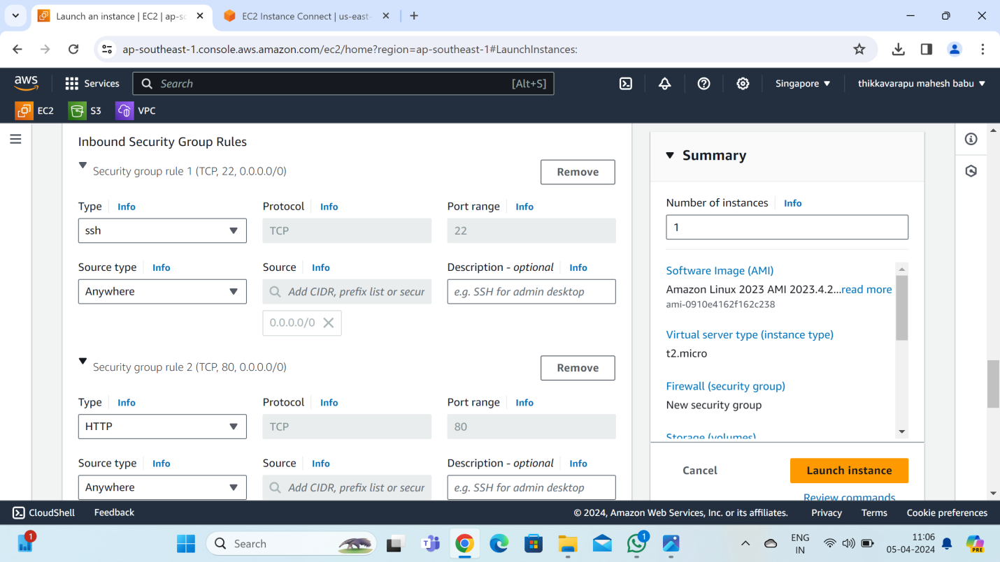 Launch an instance | EC2 | ap-so
EC2 Instance Connect | us-east-
ap-southeast-1.console.aws.amazon.com/ec2/home?region=ap-southeast-1#LaunchInstances:
aws
Services
Search
[Alt+S]
Singapore
thikkavarapu mahesh babu
EC2
S3
VPC
Inbound Security Group Rules
Security group rule 1 (TCP, 22, 0.0.0.0/0)
Remove
Type Info
Protocol Info
Port range Info
ssh
TCP
22
Source type Info
Source Info
Description - optional Info
Anywhere
Add CIDR, prefix list or secur
e.g. SSH for admin desktop
0.0.0.0/0
Security group rule 2 (TCP, 80, 0.0.0.0/0)
Remove
Type Info
Protocol Info
Port range Info
HTTP
TCP
80
Source type Info
Source Info
Description - optional Info
Anywhere
Add CIDR, prefix list or secur
e.g. SSH for admin desktop
Summary
Number of instances Info
1
Software Image (AMI)
Amazon Linux 2023 AMI 2023.4.2...read more
ami-0910e4162f162c238
Virtual server type (instance type)
t2.micro
Firewall (security group)
New security group
Storage (volumes)
Cancel
Launch instance
Review commands
CloudShell
Feedback
© 2024, Amazon Web Services, Inc. or its affiliates.
Privacy
Terms
Cookie preferences
1
Search
1
ENG
IN
11:06
05-04-2024
PRE